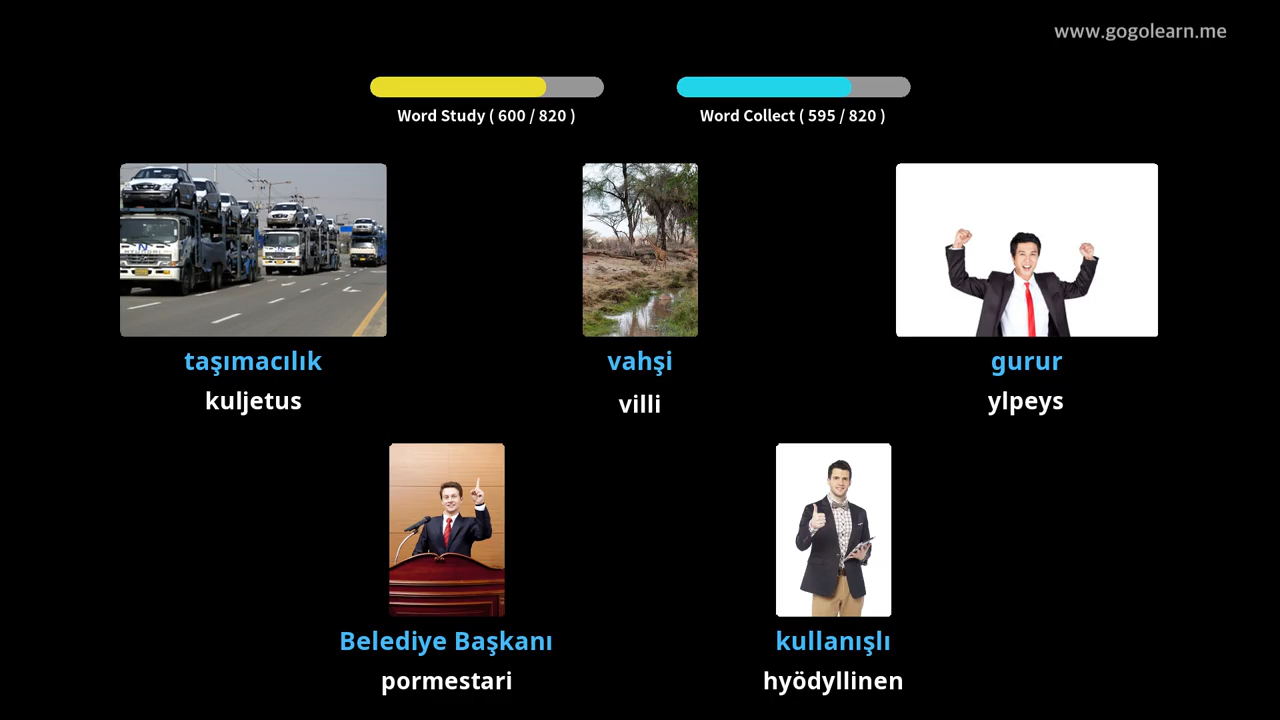 www.gogolearn.me
Word Study ( 600 / 820 )
Word Collect ( 595 / 820 )
taşımacılık
kuljetus
vahşi
villi
gurur
ylpeys
Belediye Başkanı
pormestari
kullanışlı
hyödyllinen